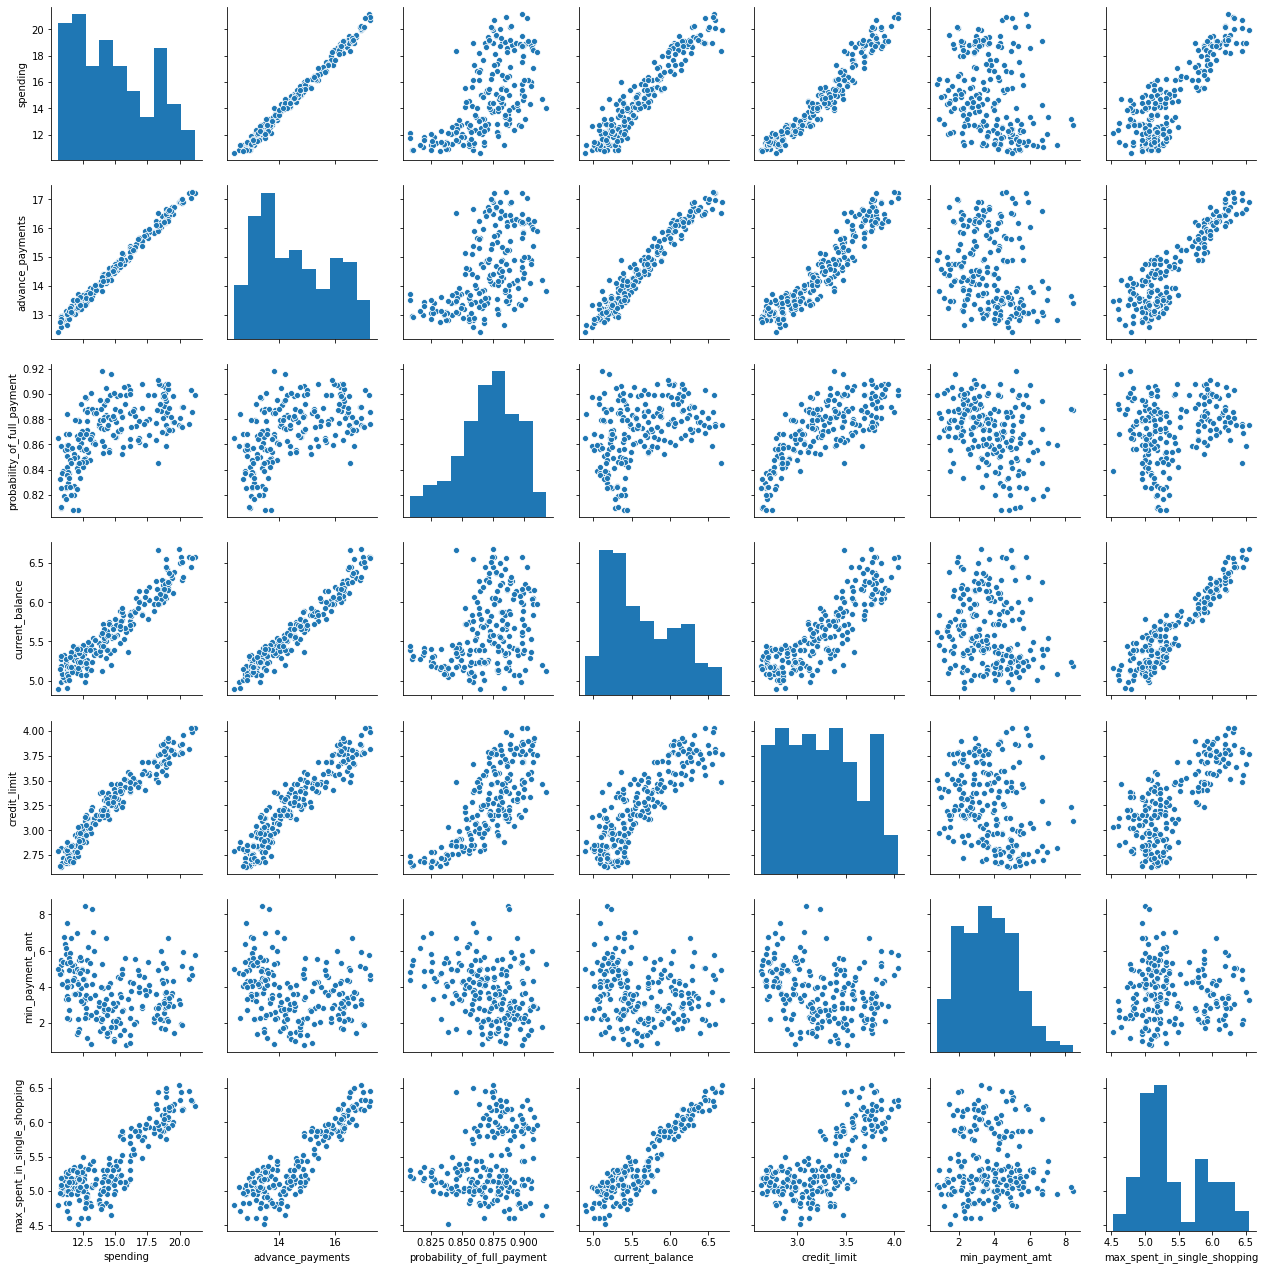 20
18
16
14
12
spending
17
16
15
14
13
advance_payments
0.92
0.90
0.88
0.86
0.84
0.82
probability_of_full_payment
6.5
6.0
5.5
5.0
current_balance
4.00
3.75
3.50
3.25
3.00
2.75
credit_limit
8
6
4
2
min_payment_amt
6.5
6.0
5.5
5.0
4.5
max_spent_in_single_shopping
12.5 15.0 17.5 20.0
14 16
0.825 0.850 0.875 0.900
5.0 5.5 6.0 6.5
3.0 3.5 4.0
2 4 6 8
4.5 5.0 5.5 6.0 6.5
spending
advance_payments
probability_of_full_payment
current_balance
credit_limit
min_payment_amt
max_spent_in_single_shopping